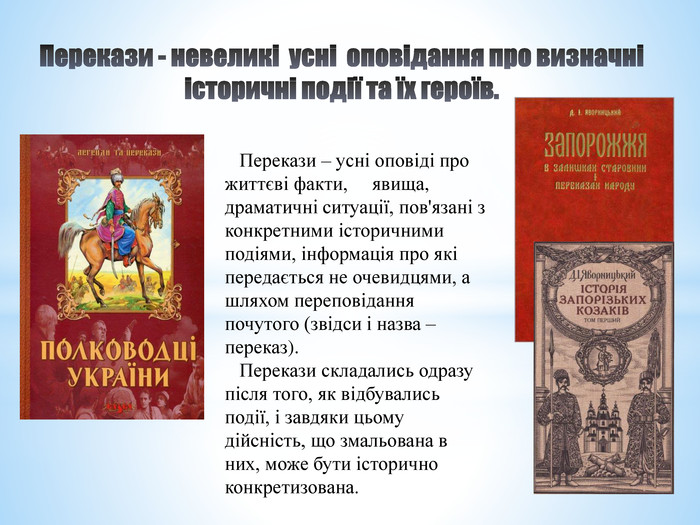 Перекази - невеликі усні оповідання про визначні
історичні події та їх героїв.
ЛЕГЕНДИ ТА ПЕРЕКАЗИ
ПОЛКОВОДЦІ
УКРАЇНИ
Перекази – усні оповіді про
життєві факти, явища,
драматичні ситуації, пов'язані з
конкретними історичними
подіями, інформація про які
передається не очевидцями, а
шляхом переповідання
почутого (звідси і назва –
переказ).
Перекази складались одразу
після того, як відбувались
події, і завдяки цьому
дійсність, що змальована в
них, може бути історично
конкретизована.
Д. І. ЯВОРНИЦЬКИЙ
ЗАПОРОЖЖЯ
В ЗАЛИШКАХ СТАРОВИНИ
І
ПЕРЕКАЗАХ НАРОДУ
Д.І.Яворницький
ІСТОРІЯ
ЗАПОРІЗЬКИХ
КОЗАКІВ
ТОМ ПЕРШИЙ